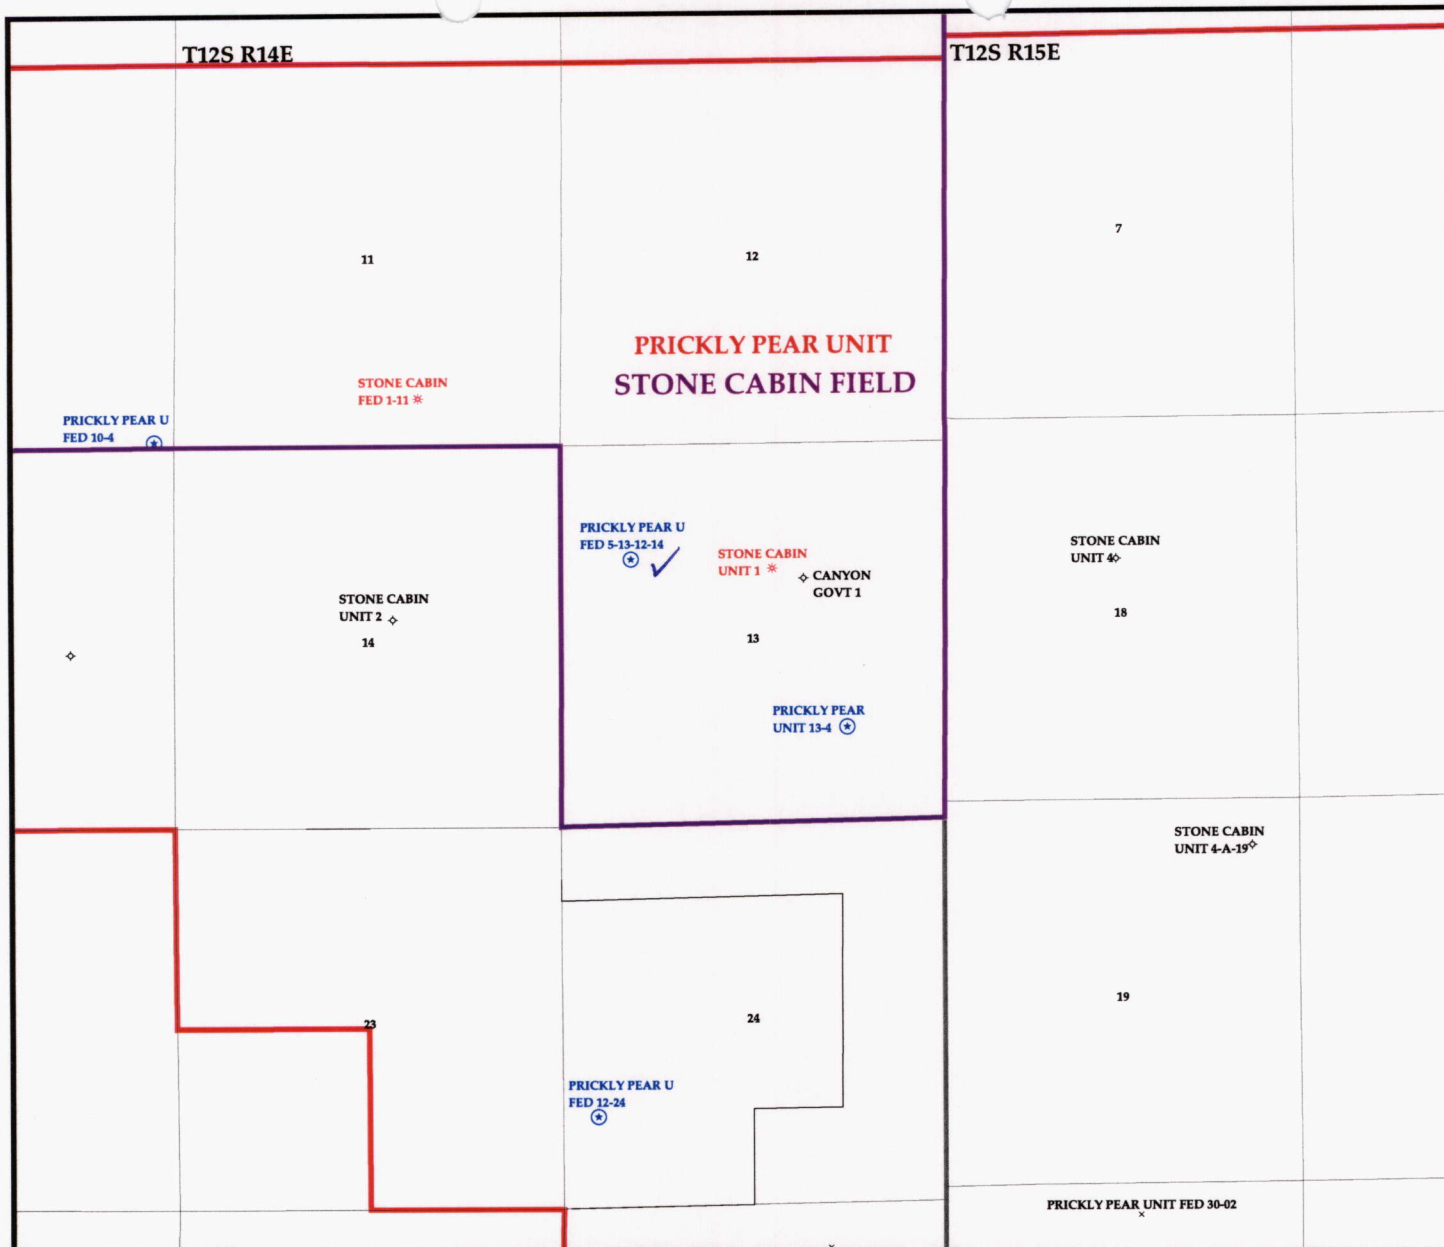 T12S R14E
T12S R15E
7
11
12
PRICKLY PEAR UNIT
STONE CABIN FIELD
STONE CABIN
FED 1-11
PRICKLY PEAR U
FED 10-4
PRICKLY PEAR U
FED 5-13-12-14
STONE CABIN
UNIT 1
CANYON
GOVT 1
STONE CABIN
UNIT 4
STONE CABIN
UNIT 2
14
13
18
PRICKLY PEAR
UNIT 13-4
STONE CABIN
UNIT 4-A-19
23
24
19
PRICKLY PEAR U
FED 12-24
PRICKLY PEAR UNIT FED 30-02